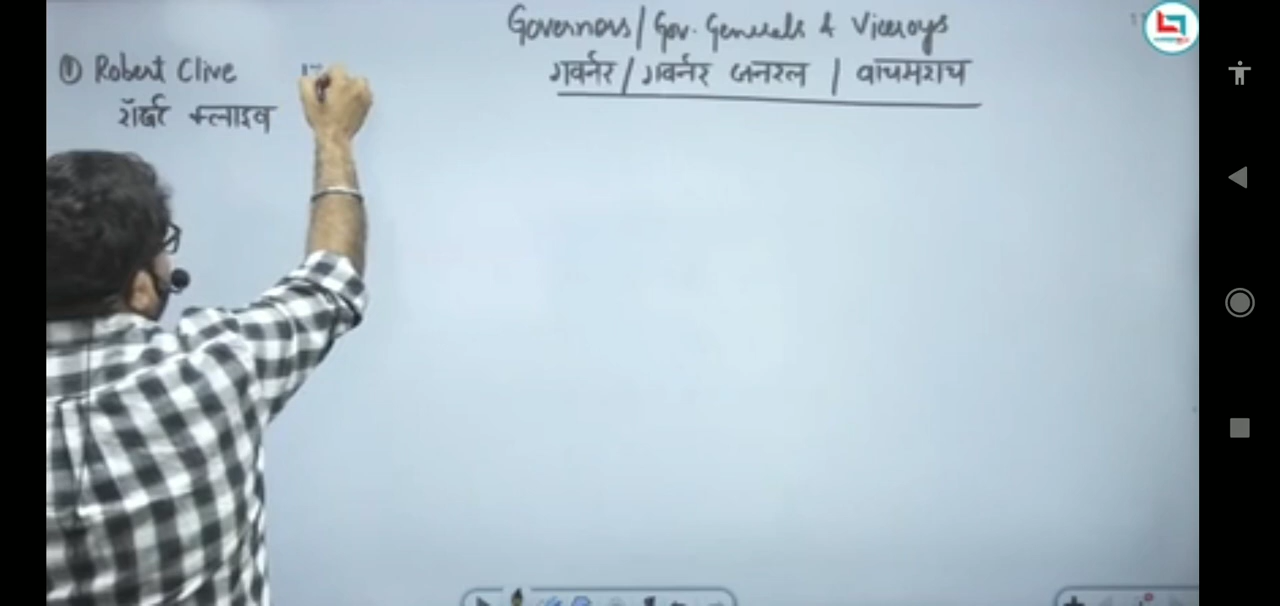 Governors/Gov. Generals & Viceroys
गवर्नर / गवर्नर जनरल / वायसराय
① Robert Clive
रॉबर्ट क्लाइव